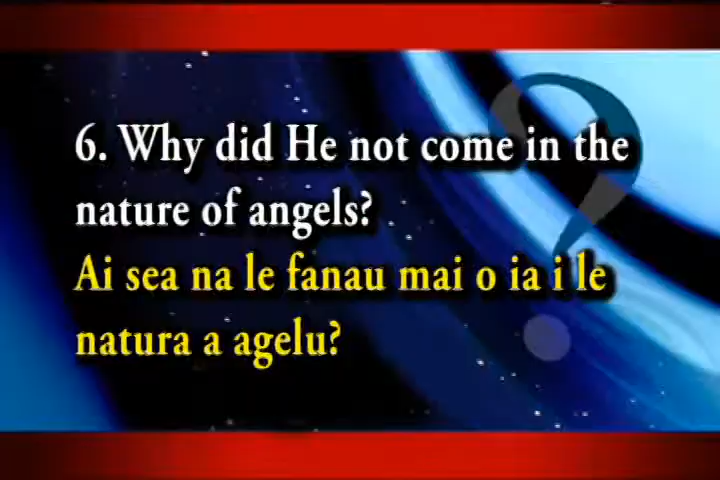 6. Why did He not come in the
nature of angels?
Ai sea na le fanau mai o ia i le
natura a agelu?